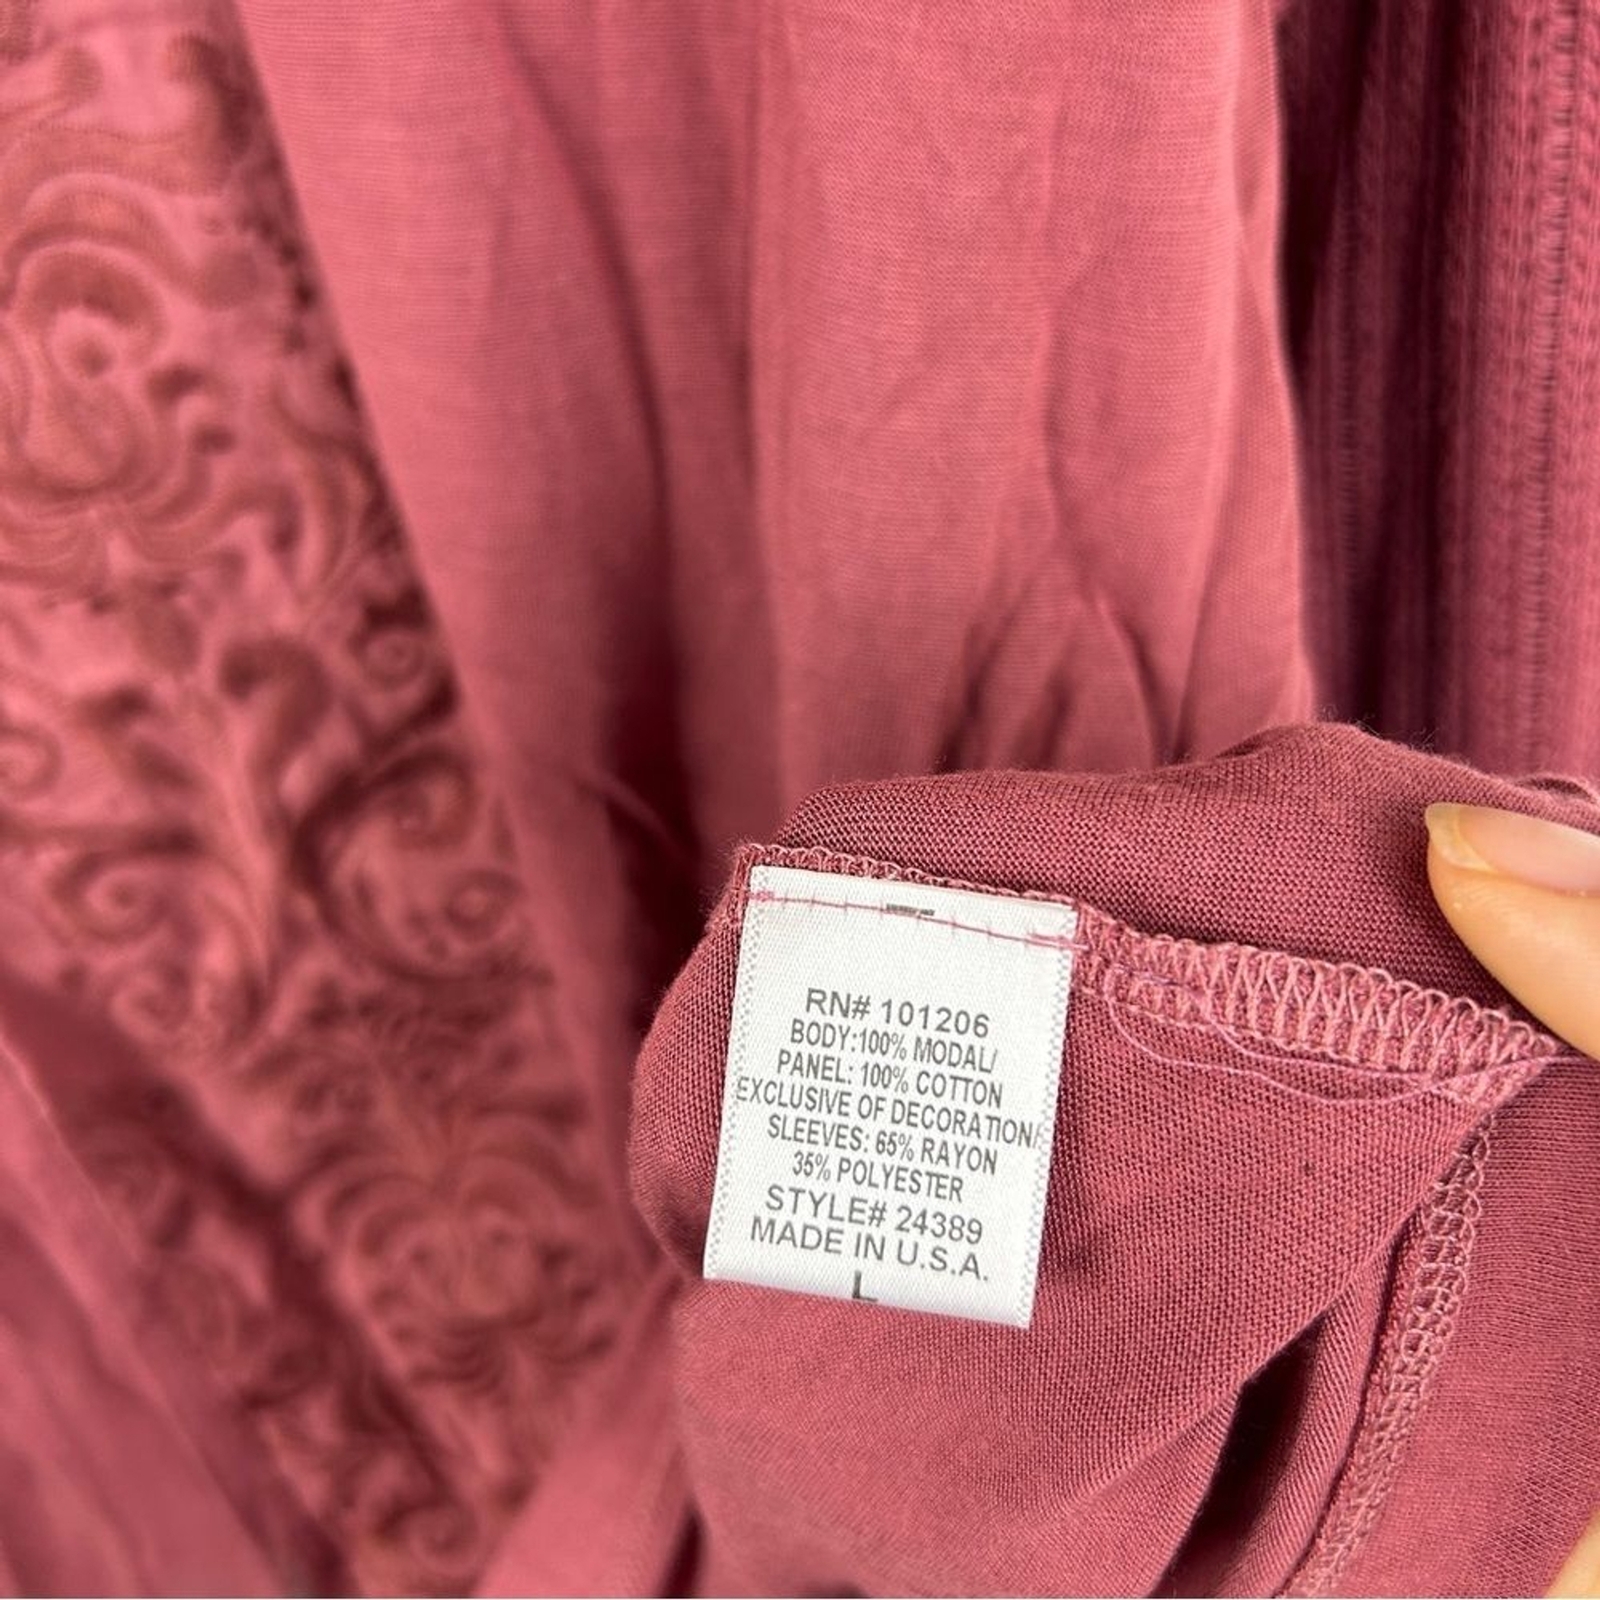 RN# 101206
BODY:100% MODAL/
PANEL: 100% COTTON
EXCLUSIVE OF DECORATION/
SLEEVES: 65% RAYON
35% POLYESTER
STYLE# 24389
MADE IN U.S.A.
L